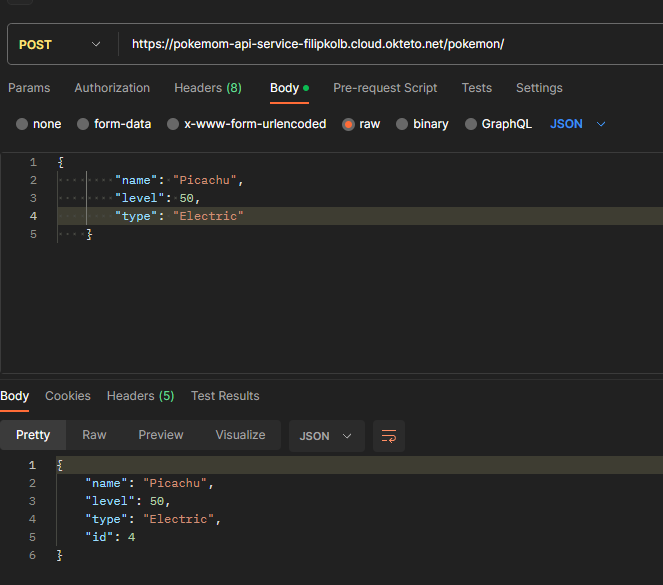 POST https://pokemom-api-service-filipkolb.cloud.okteto.net/pokemon/
Params Authorization Headers (8) Body Pre-request Script Tests Settings
none form-data x-www-form-urlencoded raw binary GraphQL JSON
1 {
2 "name": "Picachu",
3 "level": 50,
4 "type": "Electric"
5 }
Body Cookies Headers (5) Test Results
Pretty Raw Preview Visualize JSON
1 {
2 "name": "Picachu",
3 "level": 50,
4 "type": "Electric",
5 "id": 4
6 }